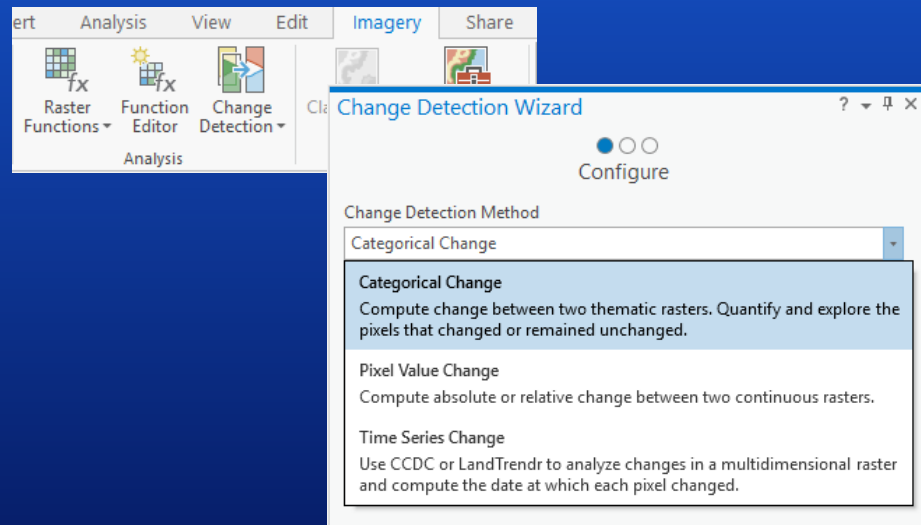 ert Analysis View Edit Imagery Share
Raster Functions
Function Editor
Change Detection
Cla
Analysis
Change Detection Wizard
?
Configure
Change Detection Method
Categorical Change
Categorical Change
Compute change between two thematic rasters. Quantify and explore the
pixels that changed or remained unchanged.
Pixel Value Change
Compute absolute or relative change between two continuous rasters.
Time Series Change
Use CCDC or LandTrendr to analyze changes in a multidimensional raster
and compute the date at which each pixel changed.